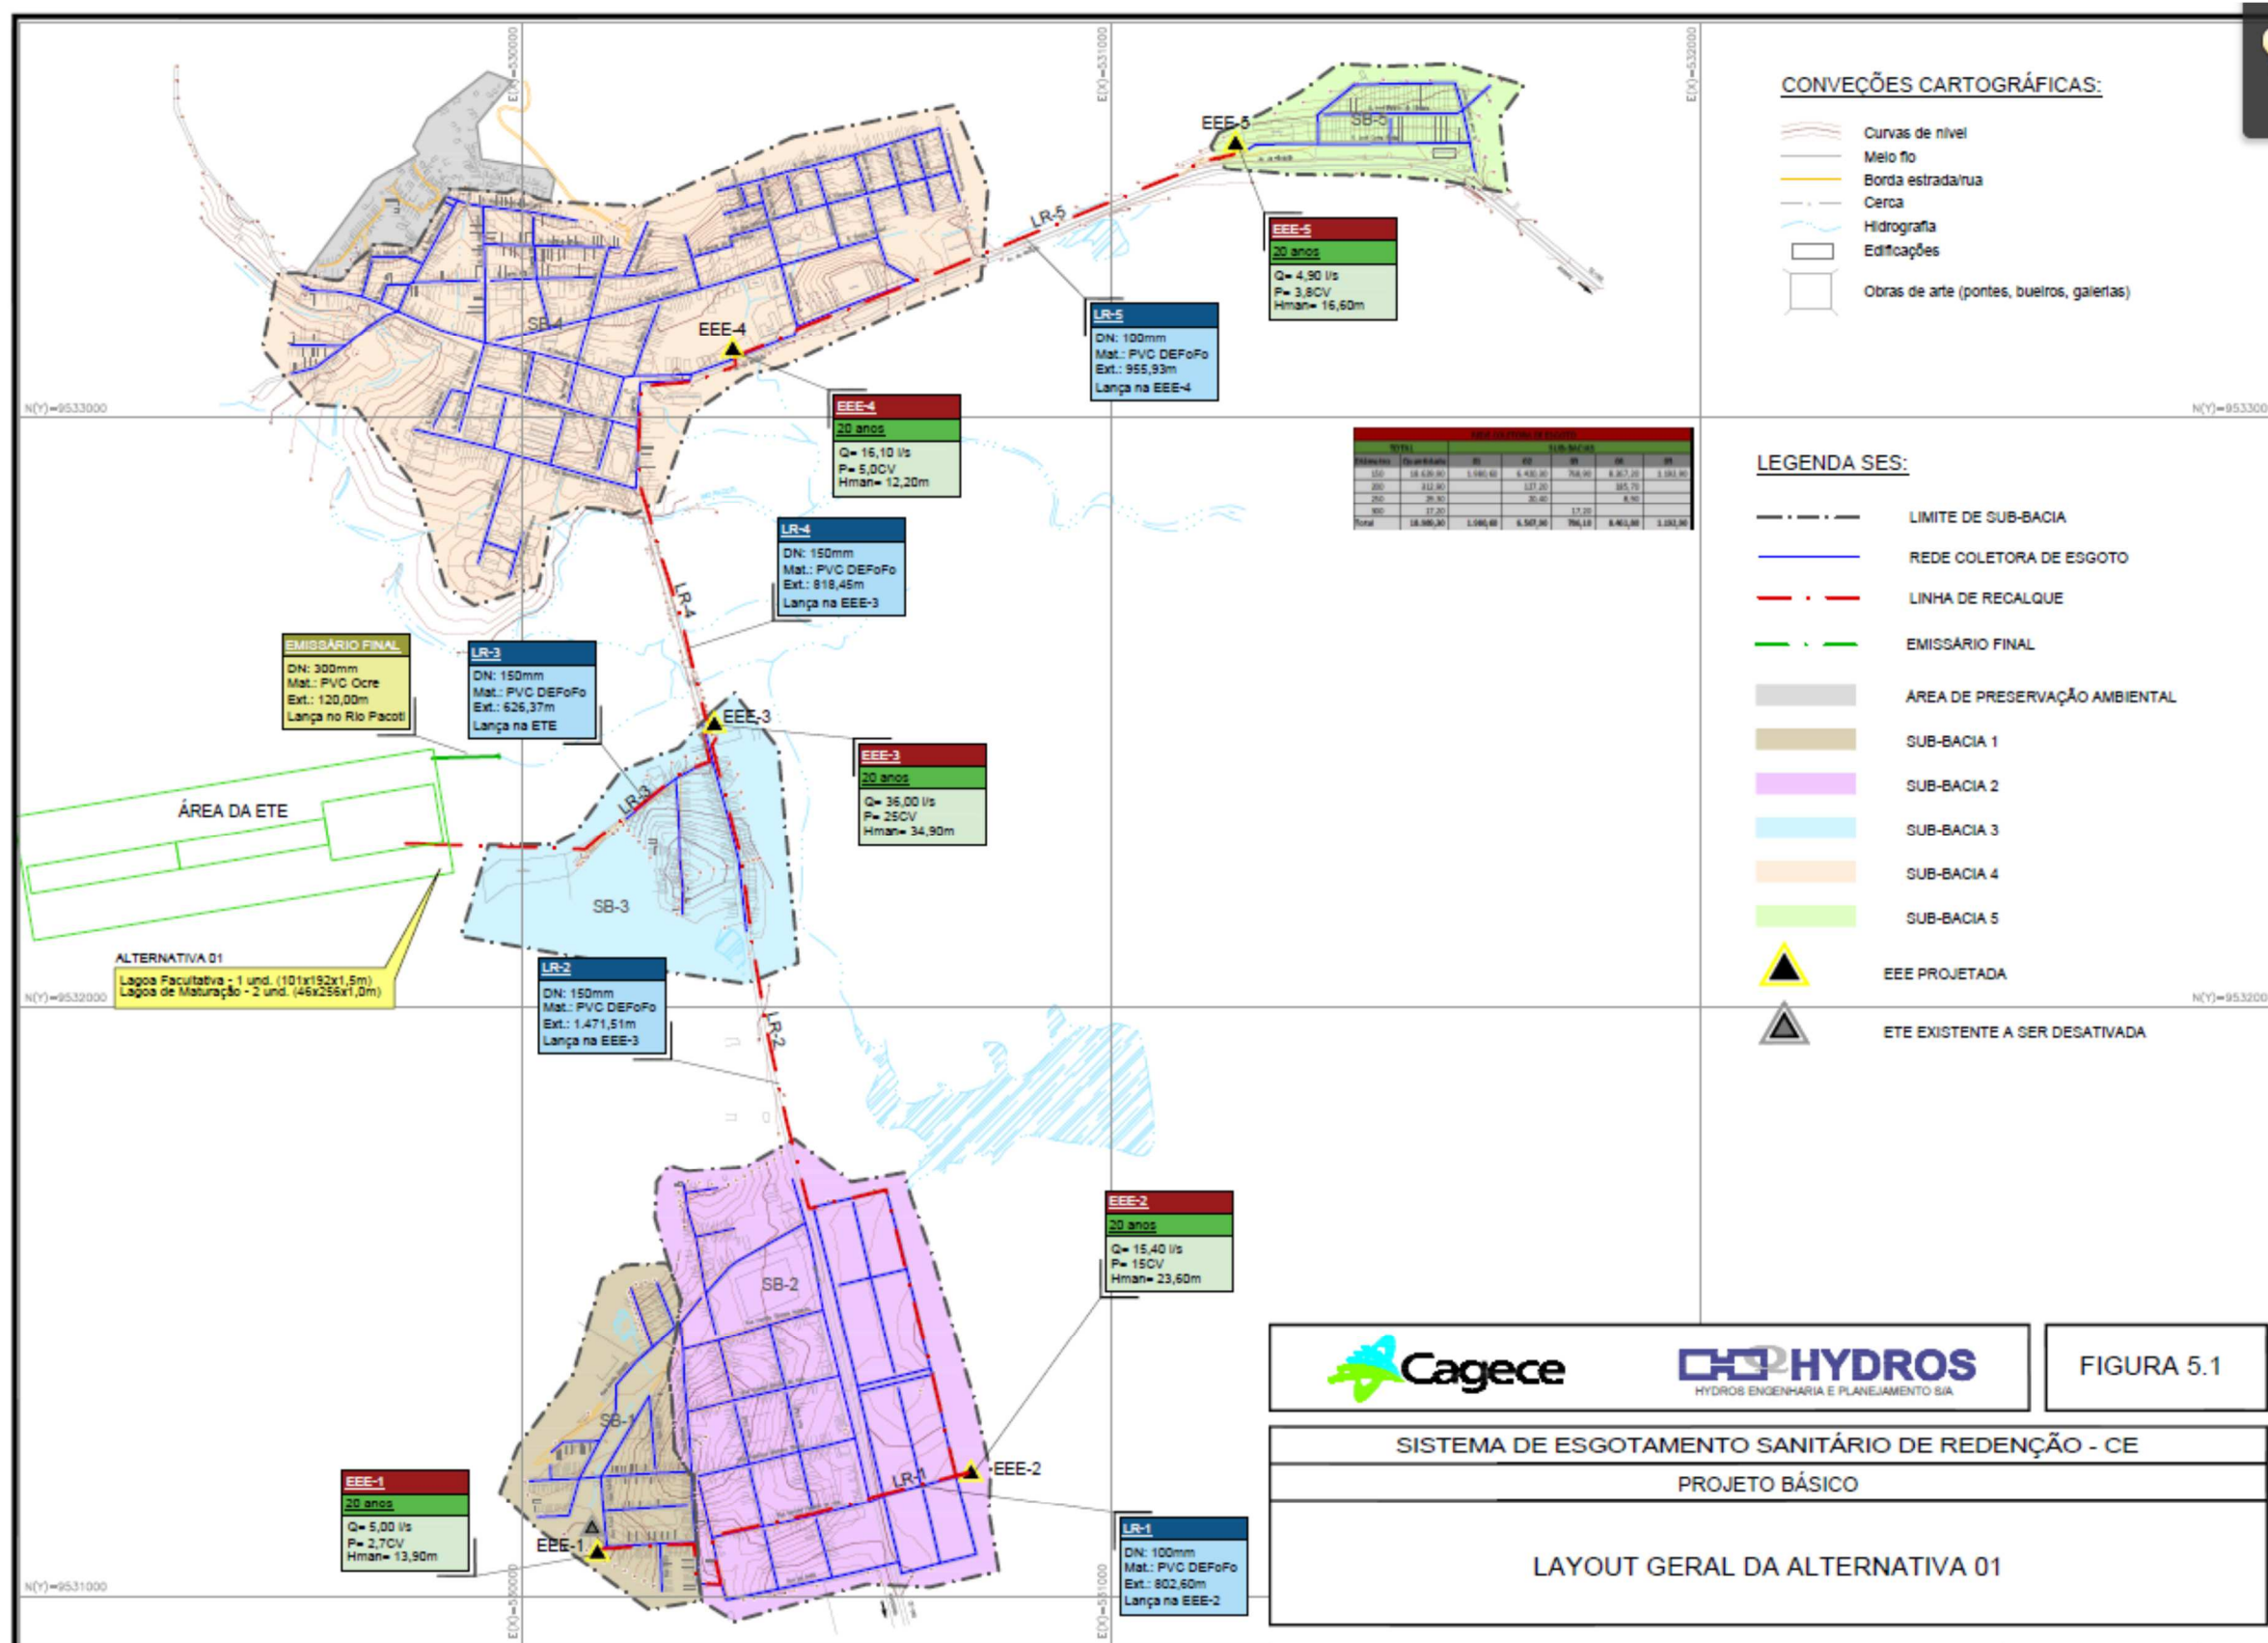 E(X)=530000
E(X)=531000
E(X)=532000
CONVEÇÕES CARTOGRÁFICAS:
Curvas de nível
Meio fio
Borda estrada/rua
Cerca
Hidrografia
Edificações
Obras de arte (pontes, bueiros, galerias)
EEE-5
SB-5
LR-5
EEE-5
20 anos
Q= 4,90 l/s
P= 3,8CV
Hman= 16,60m
LR-5
DN: 100mm
Mat.: PVC DEFoFo
Ext.: 955,93m
Lança na EEE-4
SB-4
EEE-4
EEE-4
20 anos
Q= 16,10 l/s
P= 5,0CV
Hman= 12,20m
N(Y)=9533000
N(Y)=953300
TOTAL
SUB-BACIAS
LEGENDA SES:
LIMITE DE SUB-BACIA
REDE COLETORA DE ESGOTO
LINHA DE RECALQUE
EMISSÁRIO FINAL
ÁREA DE PRESERVAÇÃO AMBIENTAL
SUB-BACIA 1
SUB-BACIA 2
SUB-BACIA 3
SUB-BACIA 4
SUB-BACIA 5
EEE PROJETADA
ETE EXISTENTE A SER DESATIVADA
LR-4
DN: 150mm
Mat.: PVC DEFoFo
Ext.: 818,45m
Lança na EEE-3
LR-4
EMISSÁRIO FINAL
DN: 300mm
Mat.: PVC Ocre
Ext.: 120,00m
Lança no Rio Pacoti
LR-3
DN: 150mm
Mat.: PVC DEFoFo
Ext.: 626,37m
Lança na ETE
EEE-3
EEE-3
20 anos
Q= 36,00 l/s
P= 25CV
Hman= 34,90m
LR-3
ÁREA DA ETE
SB-3
ALTERNATIVA 01
Lagoa Facultativa - 1 und. (101x192x1,5m)
Lagoa de Maturação - 2 und. (46x256x1,0m)
N(Y)=9532000
N(Y)=953200
LR-2
DN: 150mm
Mat.: PVC DEFoFo
Ext.: 1.471,51m
Lança na EEE-3
LR-2
EEE-2
20 anos
Q= 15,40 l/s
P= 15CV
Hman= 23,60m
SB-2
SB-1
LR-1
EEE-2
EEE-1
20 anos
Q= 5,00 l/s
P= 2,7CV
Hman= 13,90m
EEE-1
LR-1
DN: 100mm
Mat.: PVC DEFoFo
Ext.: 802,60m
Lança na EEE-2
N(Y)=9531000
E(X)=530000
E(X)=531000
Cagece
HYDROS
HYDROS ENGENHARIA E PLANEJAMENTO S/A
FIGURA 5.1
SISTEMA DE ESGOTAMENTO SANITÁRIO DE REDENÇÃO - CE
PROJETO BÁSICO
LAYOUT GERAL DA ALTERNATIVA 01